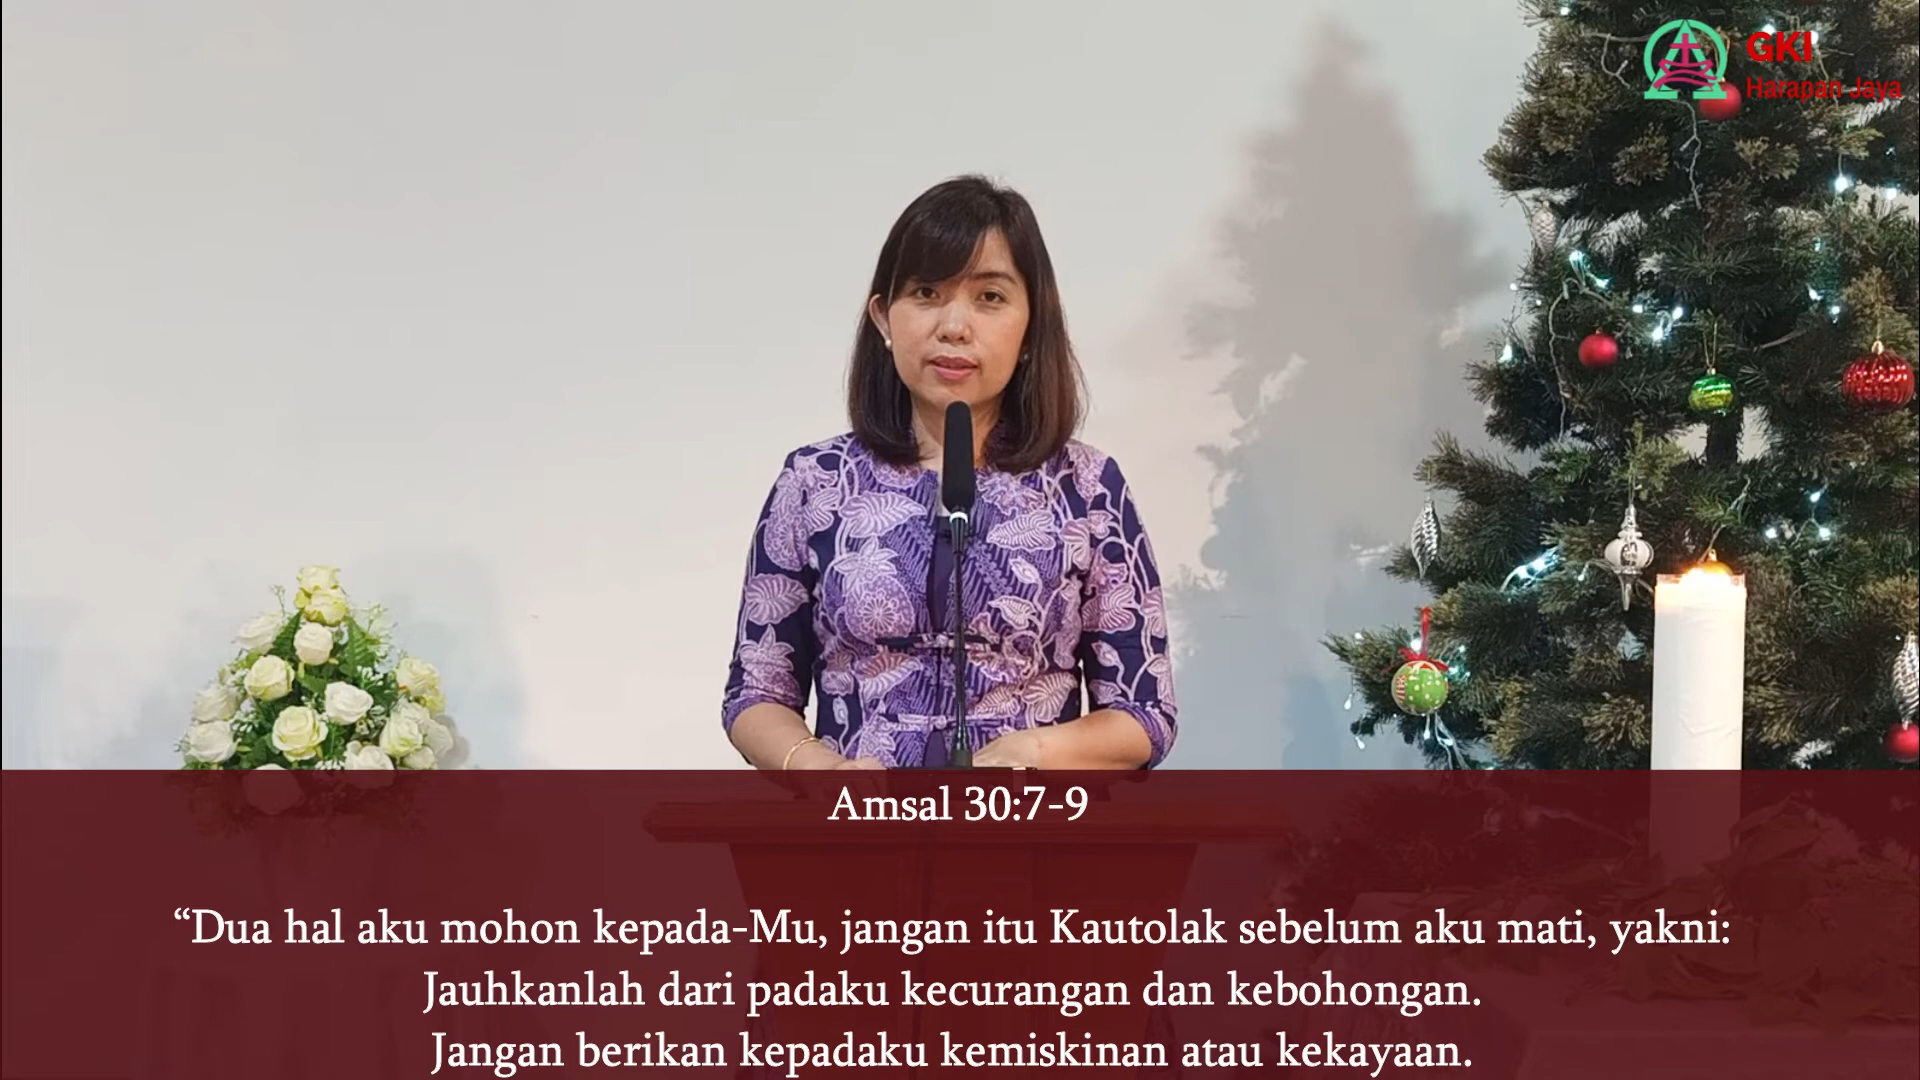 GKI
Harapan Jaya
Amsal 30:7-9
“Dua hal aku mohon kepada-Mu, jangan itu Kautolak sebelum aku mati, yakni:
Jauhkanlah dari padaku kecurangan dan kebohongan.
Jangan berikan kepadaku kemiskinan atau kekayaan.